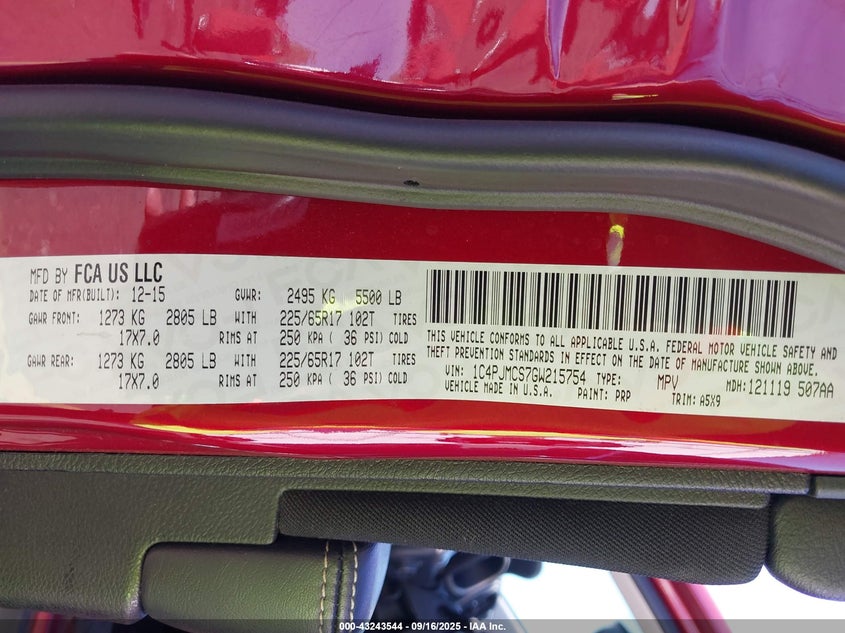 MFD BY FCA US LLC
DATE OF MFR(BUILT): 12-15 GVWR: 2495 KG 5500 LB
GAWR FRONT: 1273 KG 2805 LB WITH 225/65R17 102T TIRES
17X7.0 RIMS AT 250 KPA ( 36 PSI) COLD
GAWR REAR: 1273 KG 2805 LB WITH 225/65R17 102T TIRES
17X7.0 RIMS AT 250 KPA ( 36 PSI) COLD
THIS VEHICLE CONFORMS TO ALL APPLICABLE U.S.A. FEDERAL MOTOR VEHICLE SAFETY AND
THEFT PREVENTION STANDARDS IN EFFECT ON THE DATE OF MANUFACTURE SHOWN ABOVE.
VIN: 1C4PJMCS7GW215754 TYPE: MPV MDH: 121119 507AA
VEHICLE MADE IN U.S.A. PAINT: PRP TRIM: A5X9
000-43243544 - 09/16/2025 - IAA Inc.